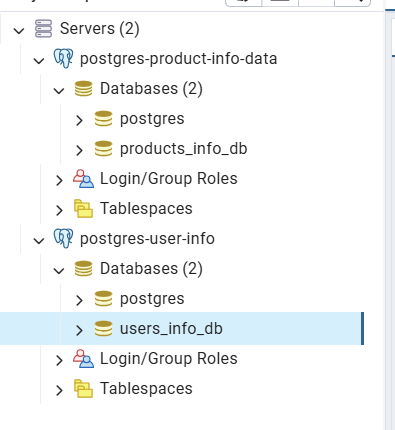 Servers (2)
postgres-product-info-data
Databases (2)
postgres
products_info_db
Login/Group Roles
Tablespaces
postgres-user-info
Databases (2)
postgres
users_info_db
Login/Group Roles
Tablespaces